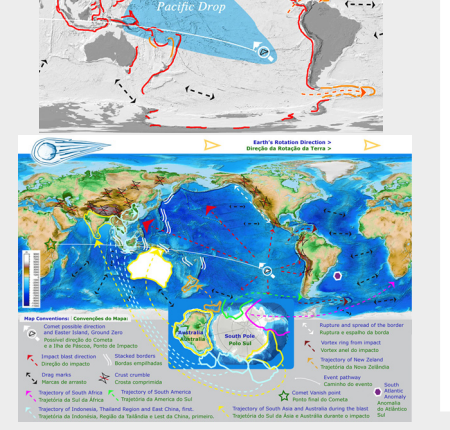 Pacific Drop
Earth's Rotation Direction >
Direção da Rotação da Terra >
Map Conventions: Convenções do Mapa:
Comet possible direction
and Easter Island, Ground Zero
Possível direção do Cometa
e a Ilha de Páscoa, Ponto de Impacto
Impact blast direction
Direção do impacto
Drag marks
Marcas de arrasto
Stacked borders
Bordas empilhadas
Crust crumble
Crosta comprimida
Trajectory of South Africa
Trajetória da Sul da África
Trajectory of South America
Trajetória da America do Sul
Trajectory of Indonesia, Thailand Region and East China, first.
Trajetória da Indonésia, Região da Tailândia e Lest da China, primeiro.
Australia
Australia
South Pole
Polo Sul
Rupture and spread of the border
Ruptura e espalho da borda
Vortex ring from impact
Vortex anel do impacto
Trajectory of New Zeland
Trajetória da Nova Zelândia
Event pathway
Caminho do evento
Comet Vanish point
Ponto final do Cometa
South
Atlantic
Anomaly
Anomalia
do Atlântico
Sul
Trajectory of South Asia and Australia during the blast
Trajetória do Sul da Ásia e Austrália durante o impacto